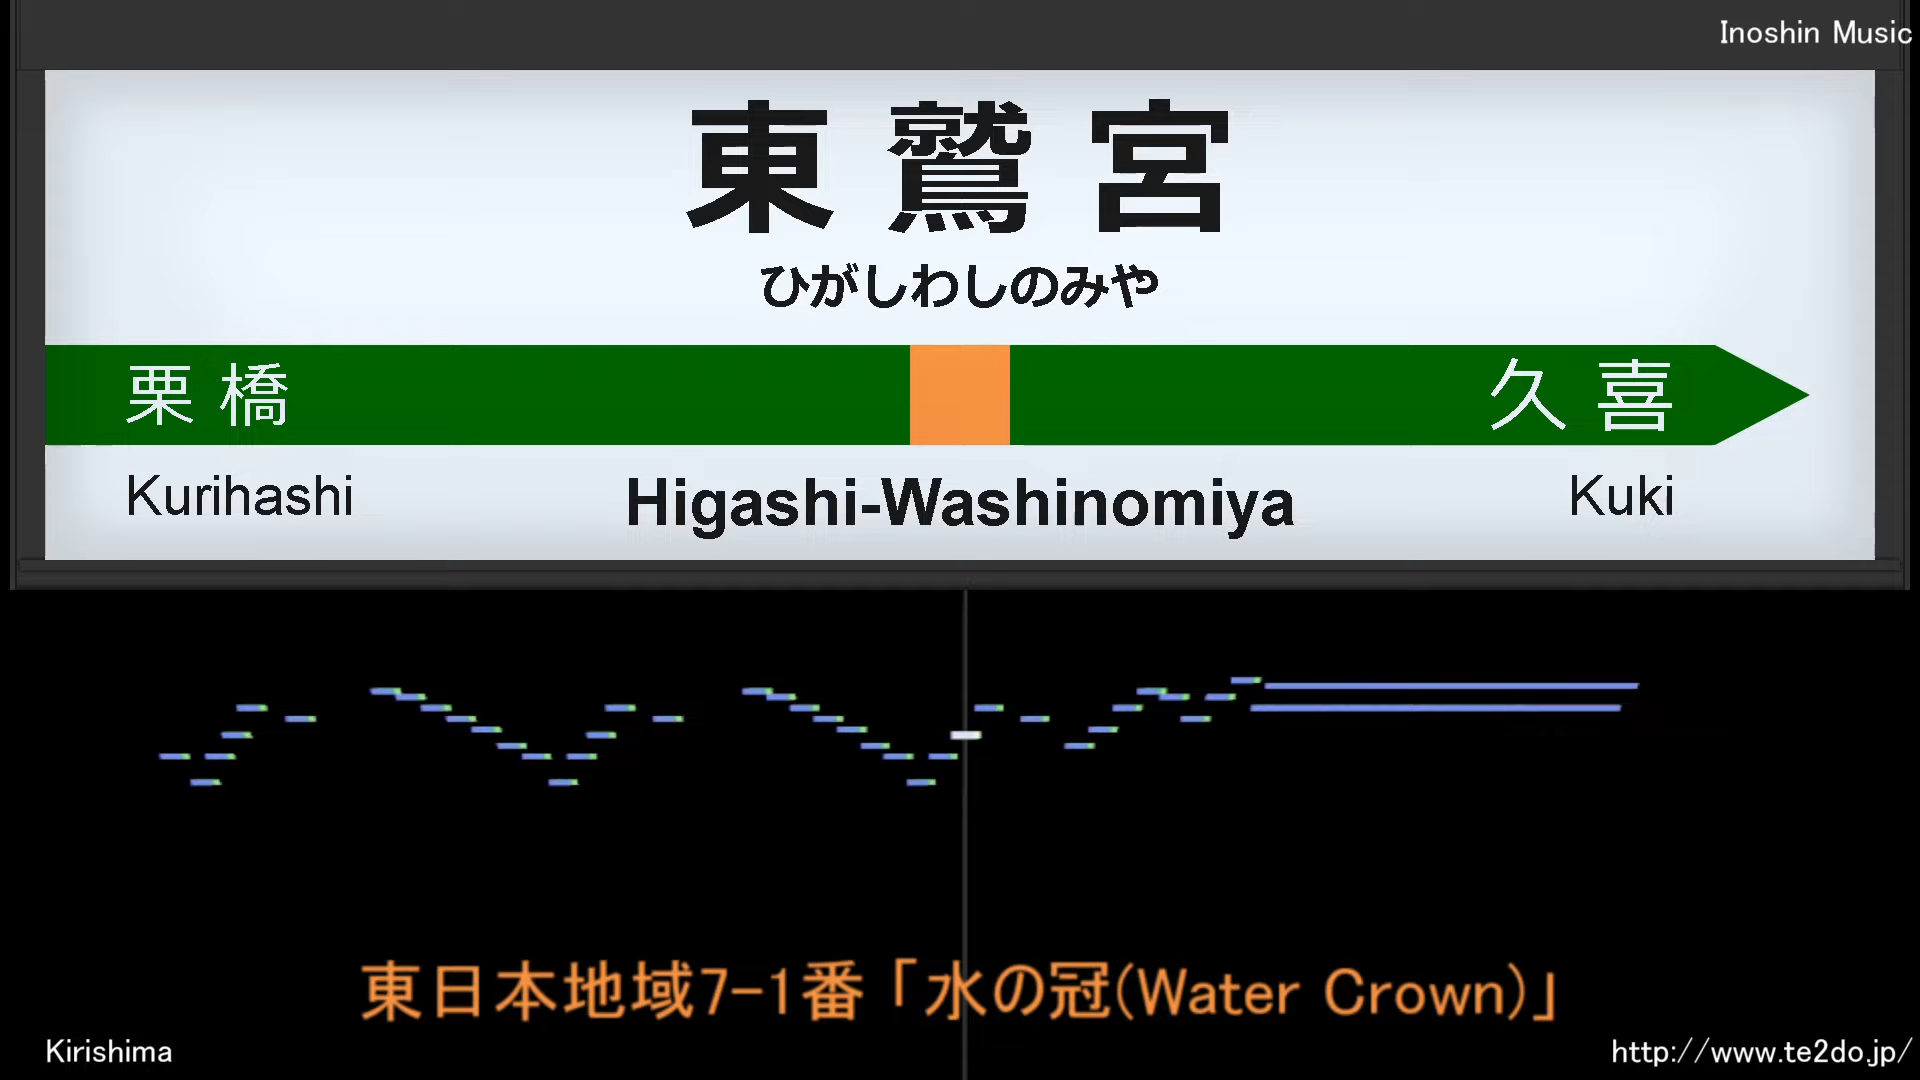 Inoshin Music
東鷲宮
ひがしわしのみや
栗橋
久喜
Kurihashi
Higashi-Washinomiya
Kuki
東日本地域7-1番「水の冠(Water Crown)」
Kirishima
http://www.te2do.jp/